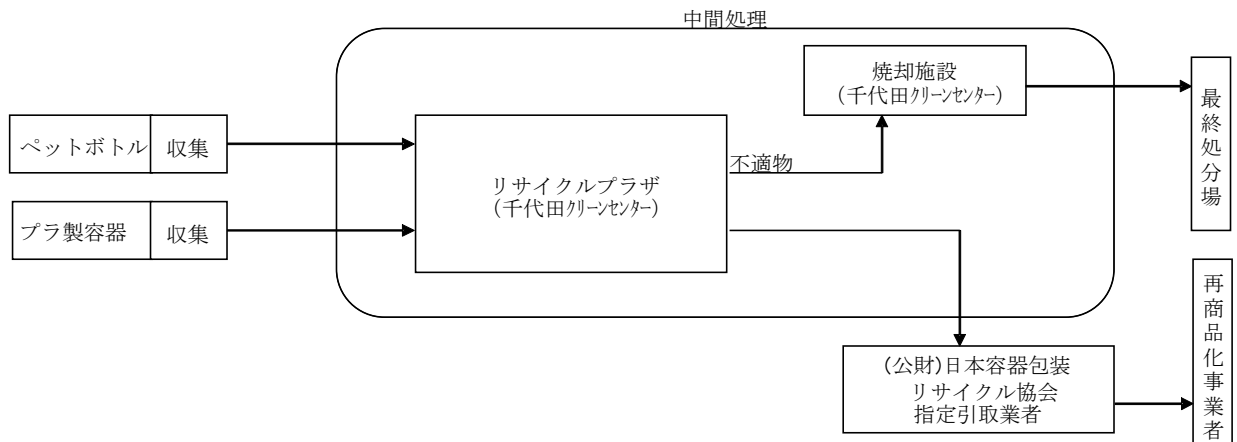 中間処理
焼却施設
(千代田ｸﾘｰﾝｾﾝﾀｰ)
最終処分場
ペットボトル 収集
リサイクルプラザ
(千代田ｸﾘｰﾝｾﾝﾀｰ)
不適物
プラ製容器 収集
(公財)日本容器包装
リサイクル協会
指定引取業者
再商品化事業者